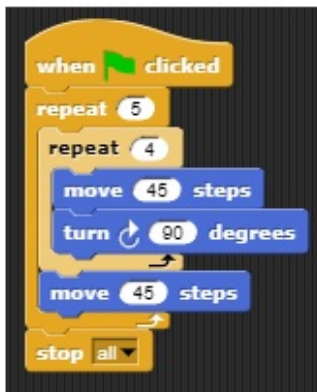 when clicked
repeat 5
repeat 4
move 45 steps
turn 90 degrees
move 45 steps
stop all